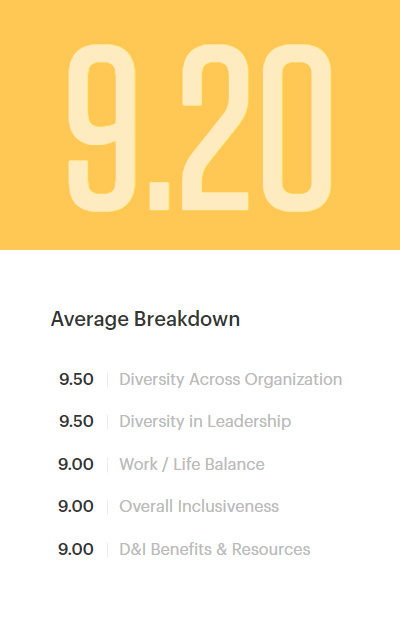 9.20
Average Breakdown
9.50 Diversity Across Organization
9.50 Diversity in Leadership
9.00 Work / Life Balance
9.00 Overall Inclusiveness
9.00 D&I Benefits & Resources